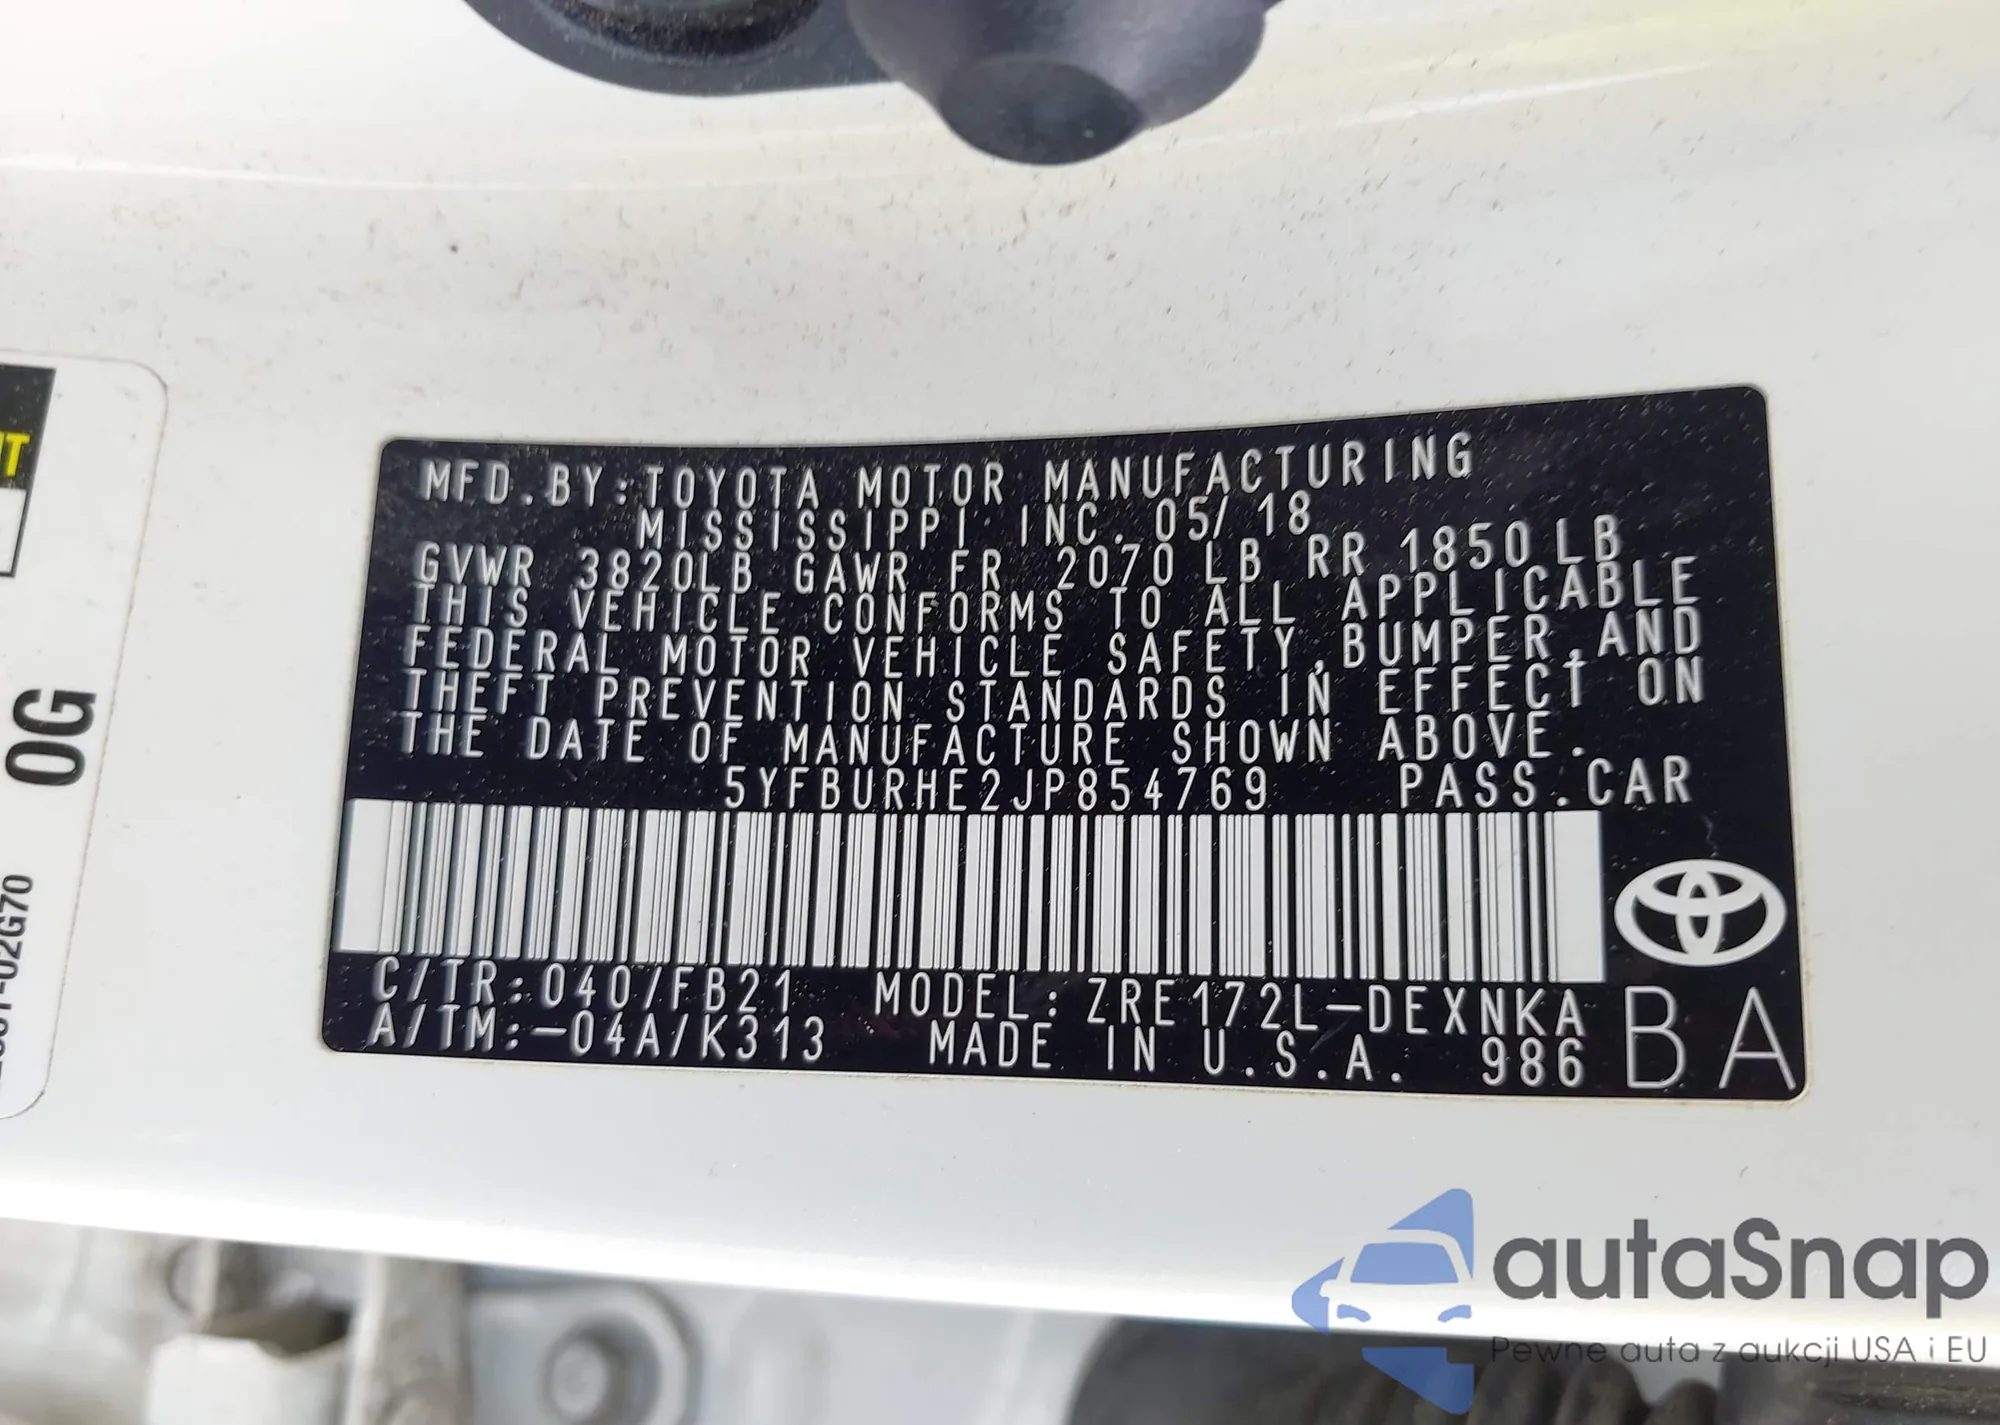 MFD.BY:TOYOTA MOTOR MANUFACTURING
MISSISSIPPI INC. 05/18
GVWR 3820LB GAWR FR 2070LB RR 1850LB
THIS VEHICLE CONFORMS TO ALL APPLICABLE
FEDERAL MOTOR VEHICLE SAFETY,BUMPER,AND
THEFT PREVENTION STANDARDS IN EFFECT ON
THE DATE OF MANUFACTURE SHOWN ABOVE.
5YFBURHE2JP854769 PASS.CAR
C/TR:040/FB21 MODEL:ZRE172L-DEXNKA
A/TM:-04A/K313 MADE IN U.S.A. 986
BA
0G
-02G70
autaSnap
Pewne auta z aukcji USA i EU